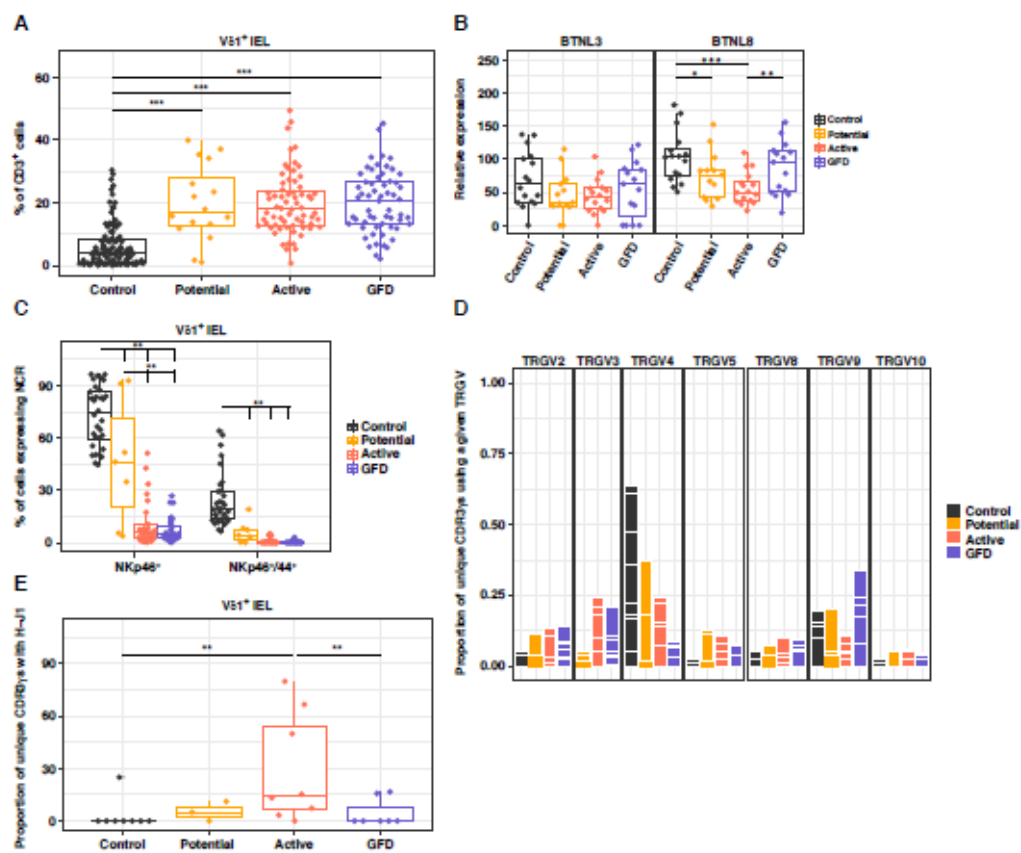 A
Vδ1⁺ IEL
% of CD3⁺ cells
60
40
20
0
***
***
***
Control Potential Active GFD
B
BTNL3 BTNL8
Relative expression
250
200
150
100
50
0
***
* **
Control Potential Active GFD Control Potential Active GFD
Control
Potential
Active
GFD
C
Vδ1⁺ IEL
% of cells expressing NCR
90
60
30
0
**
**
**
NKp46⁺ NKp46⁺/44⁺
Control
Potential
Active
GFD
D
TRGV2 TRGV3 TRGV4 TRGV5 TRGV8 TRGV9 TRGV10
Proportion of unique CDR3γs using a given TRGV
1.00
0.75
0.50
0.25
0.00
Control
Potential
Active
GFD
E
Vδ1⁺ IEL
Proportion of unique CDR3γs with H-J1
90
60
30
0
** **
Control Potential Active GFD